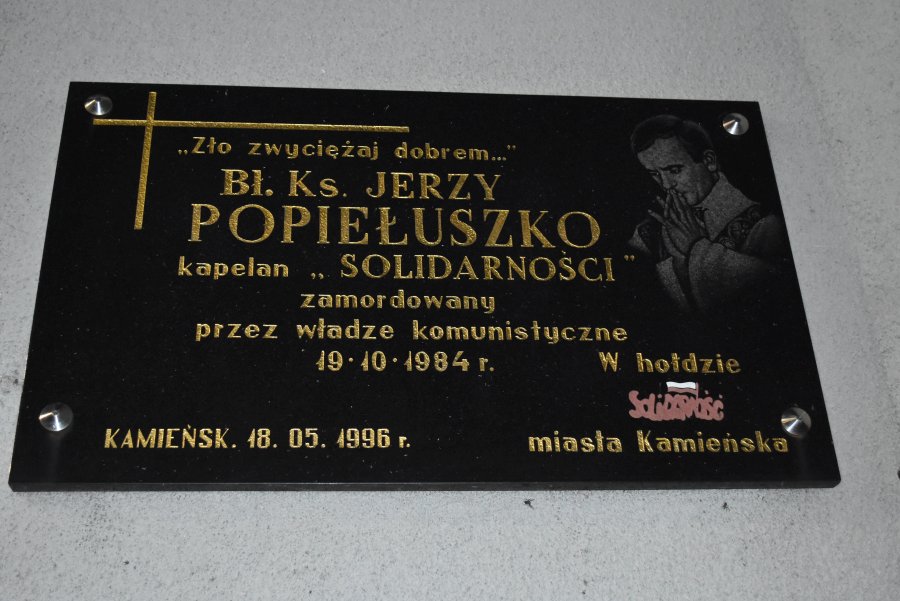 „Zło zwyciężaj dobrem..."
Bł. Ks. JERZY
POPIEŁUSZKO
kapelan „SOLIDARNOŚCI"
zamordowany
przez władze komunistyczne
19·10·1984 r.
W hołdzie
Solidarność
miasta Kamieńska
KAMIEŃSK. 18. 05. 1996 r.